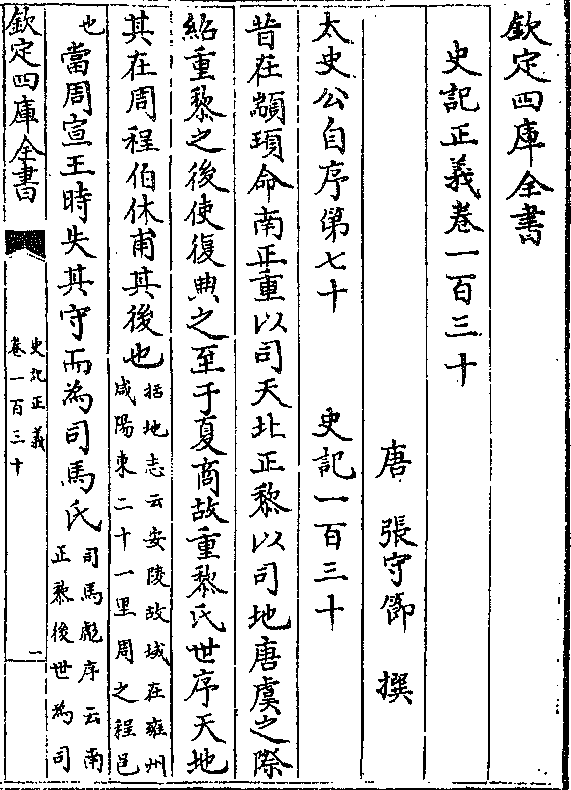 欽定四庫全書
史記正義卷一百三十
唐 張守節 撰
太史公自序第七十 史記一百三十
昔在顓頊命南正重以司天北正黎以司地唐虞之際
紹重黎之後使復典之至于夏商故重黎氏世序天地
其在周程伯休甫其後也
括地志云安陵故城在雍州
咸陽東二十一里周之程邑
也
當周宣王時失其守而為司馬氏
司馬彪序云南
正黎後世為司
欽定四庫全書
史記正義
卷一百三十
一